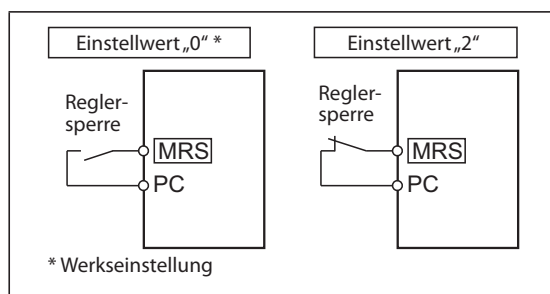 Einstellwert „0“ *
Regler-
sperre
MRS
PC
* Werkseinstellung
Einstellwert „2“
Regler-
sperre
MRS
PC